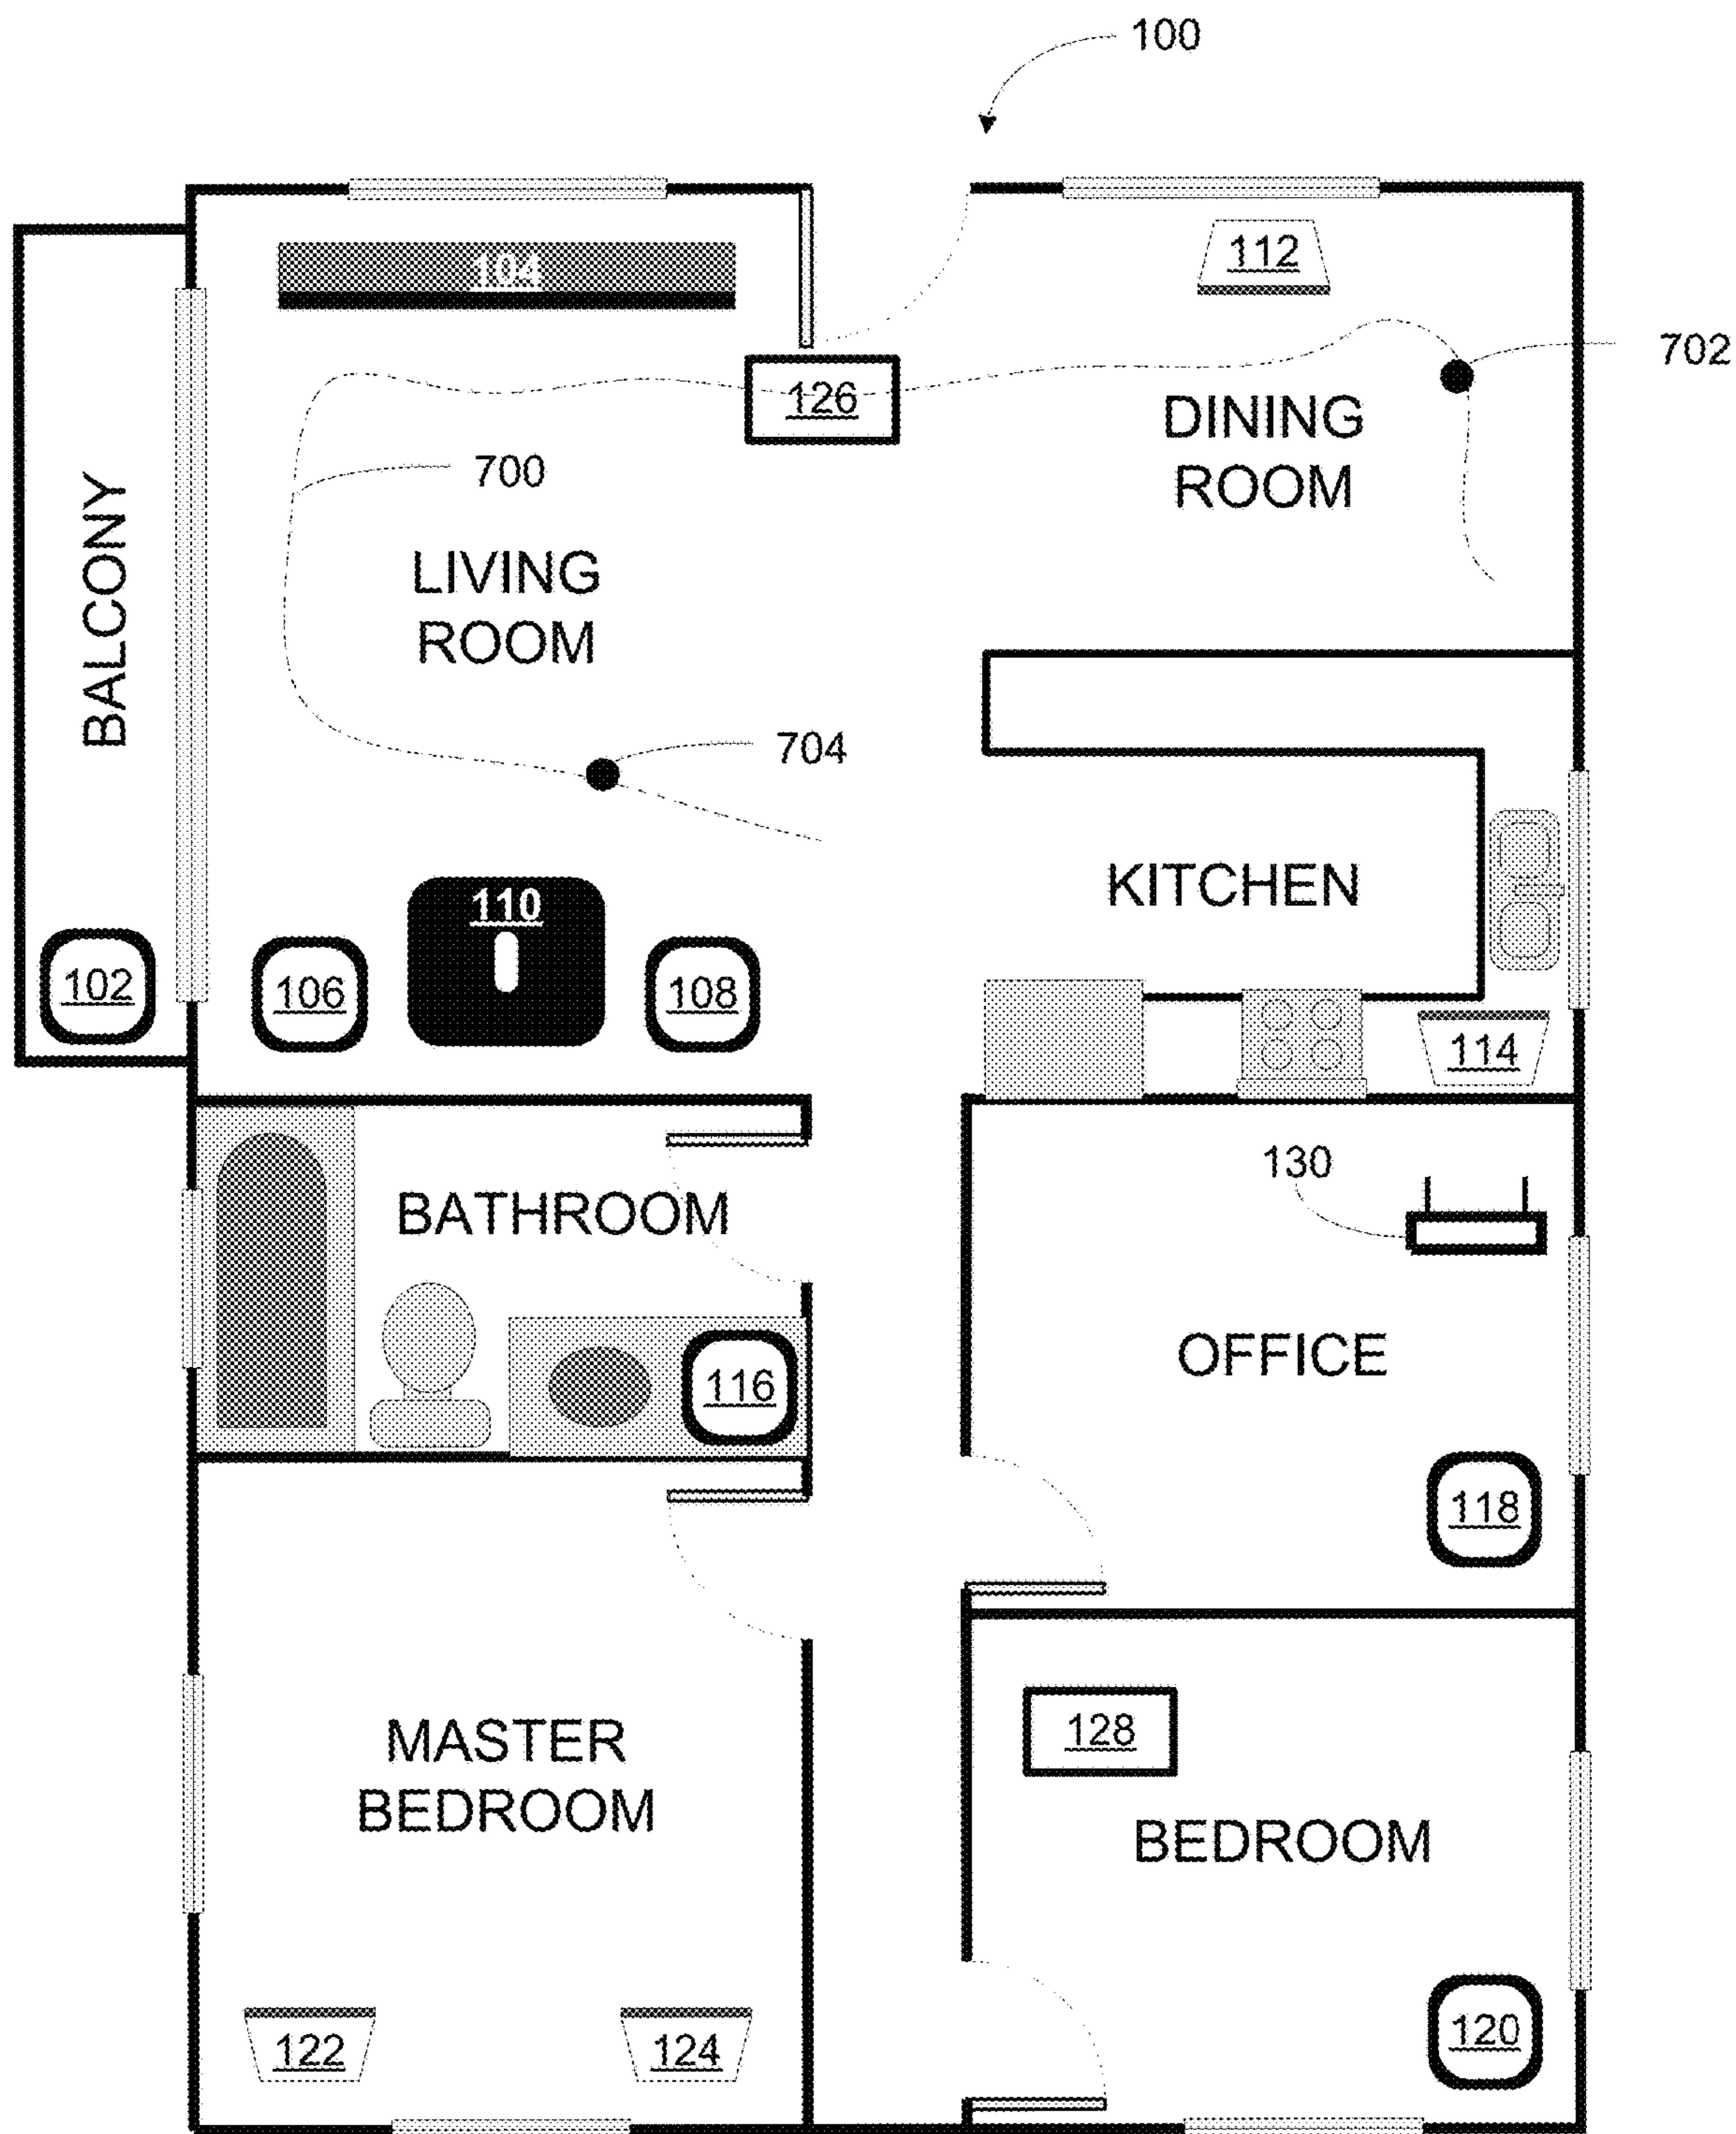 100
104
112
702
126
DINING
ROOM
700
BALCONY
LIVING
ROOM
704
KITCHEN
110
102
106
108
114
130
BATHROOM
OFFICE
116
118
128
MASTER
BEDROOM
BEDROOM
120
122
124